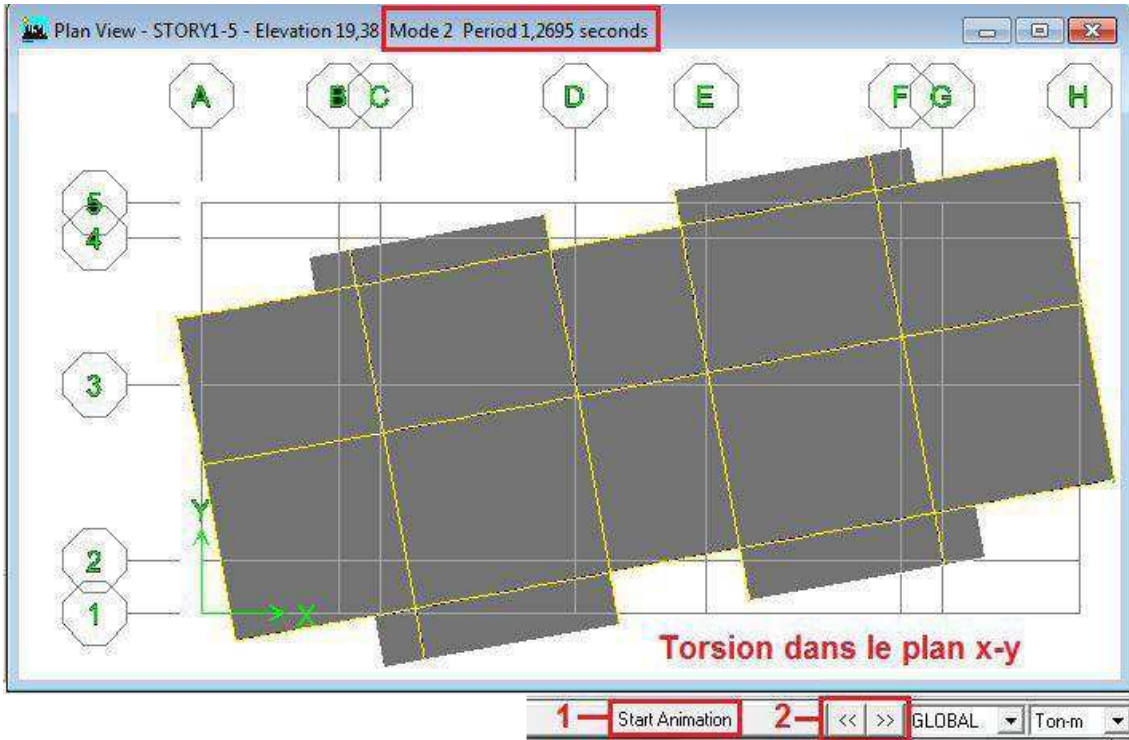 Plan View - STORY1-5 - Elevation 19,38 Mode 2 Period 1,2695 seconds
A B C D E F G H
5
4
3
2
1
Y
X
Torsion dans le plan x-y
1 Start Animation 2 << >> GLOBAL Ton-m